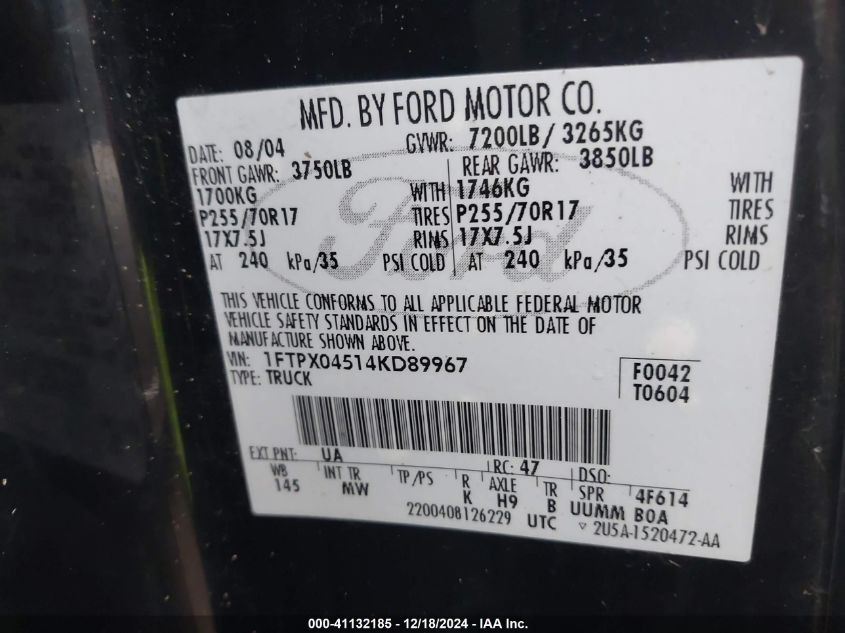 MFD. BY FORD MOTOR CO.
DATE: 08/04 GVWR: 7200LB/ 3265KG
FRONT GAWR: 3750LB REAR GAWR: 3850LB
1700KG WITH 1746KG WITH
P255/70R17 TIRES P255/70R17 TIRES
17X7.5J RIMS 17X7.5J RIMS
AT 240 kPa/35 PSI COLD AT 240 kPa/35 PSI COLD
Ford
THIS VEHICLE CONFORMS TO ALL APPLICABLE FEDERAL MOTOR
VEHICLE SAFETY STANDARDS IN EFFECT ON THE DATE OF
MANUFACTURE SHOWN ABOVE.
VIN: 1FTPX04514KD89967
TYPE: TRUCK
F0042
T0604
EXT PNT: UA RC: 47 DSO:
WB INT TR TP/PS R AXLE TR SPR 4F614
145 MW K H9 B UUMM BOA
2200408126229 UTC ▽ 2U5A-1520472-AA
000-41132185 - 12/18/2024 - IAA Inc.